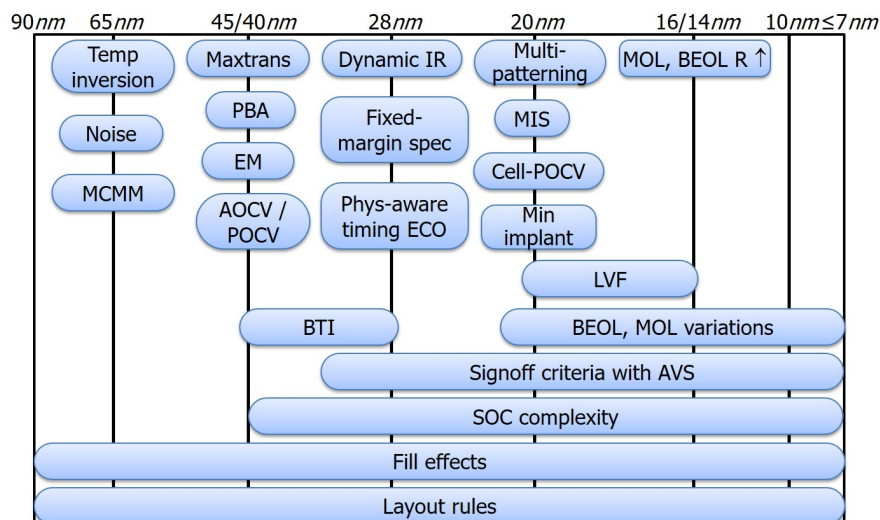 90nm 65nm 45/40nm 28nm 20nm 16/14nm 10nm≤7nm
Temp
inversion
Maxtrans
Dynamic IR
Multi-
patterning
MOL, BEOL R ↑
Noise
PBA
Fixed-
margin spec
MIS
MCMM
EM
Cell-POCV
AOCV /
POCV
Phys-aware
timing ECO
Min
implant
LVF
BTI
BEOL, MOL variations
Signoff criteria with AVS
SOC complexity
Fill effects
Layout rules